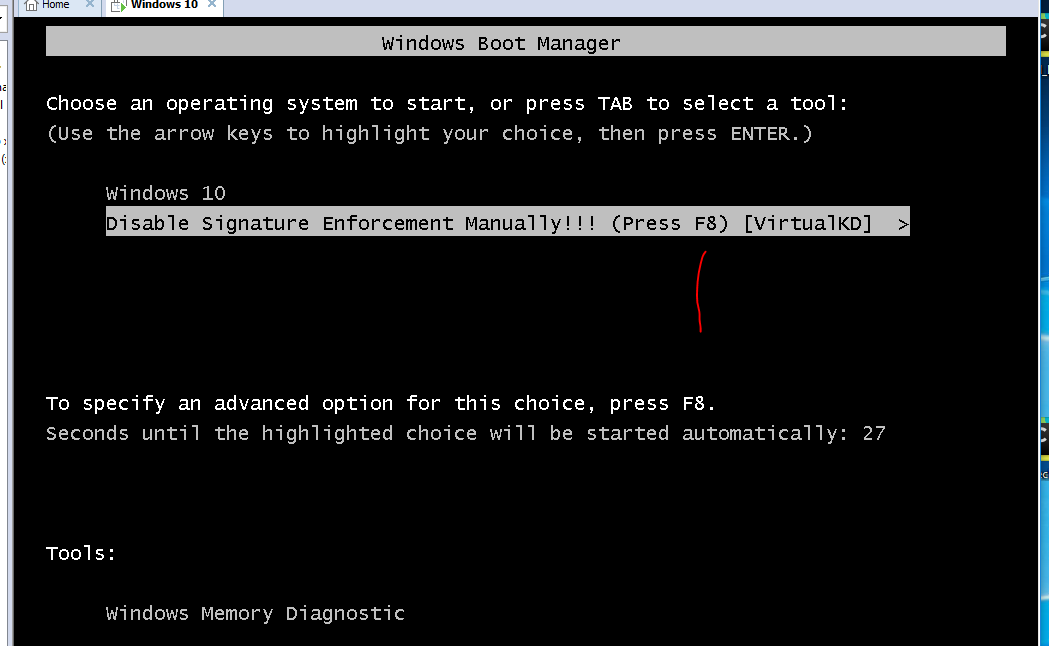 Home
Windows 10
Windows Boot Manager
Choose an operating system to start, or press TAB to select a tool:
(Use the arrow keys to highlight your choice, then press ENTER.)
Windows 10
Disable Signature Enforcement Manually!!! (Press F8) [VirtualKD] >
To specify an advanced option for this choice, press F8.
Seconds until the highlighted choice will be started automatically: 27
Tools:
Windows Memory Diagnostic